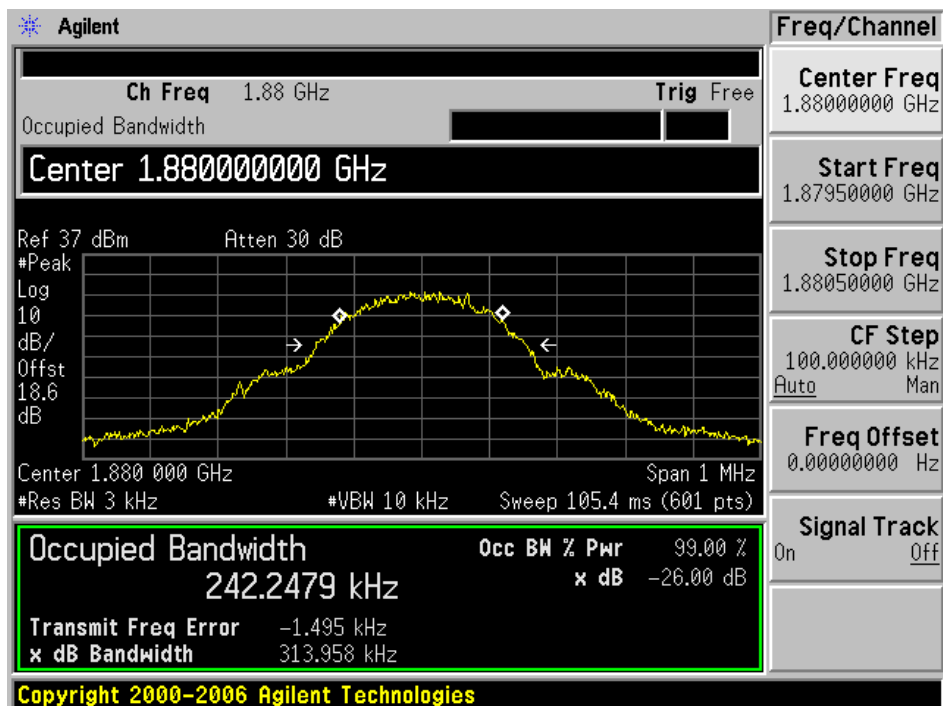 Agilent
Freq/Channel
Ch Freq 1.88 GHz Trig Free
Occupied Bandwidth
Center 1.880000000 GHz
Ref 37 dBm Atten 30 dB
#Peak
Log
10
dB/
Offst
18.6
dB
Center 1.880 000 GHz Span 1 MHz
#Res BW 3 kHz #VBW 10 kHz Sweep 105.4 ms (601 pts)
Occupied Bandwidth Occ BW % Pwr 99.00 %
242.2479 kHz x dB -26.00 dB
Transmit Freq Error -1.495 kHz
x dB Bandwidth 313.958 kHz
Copyright 2000-2006 Agilent Technologies
Center Freq
1.88000000 GHz
Start Freq
1.87950000 GHz
Stop Freq
1.88050000 GHz
CF Step
100.000000 kHz
Auto Man
Freq Offset
0.00000000 Hz
Signal Track
On Off